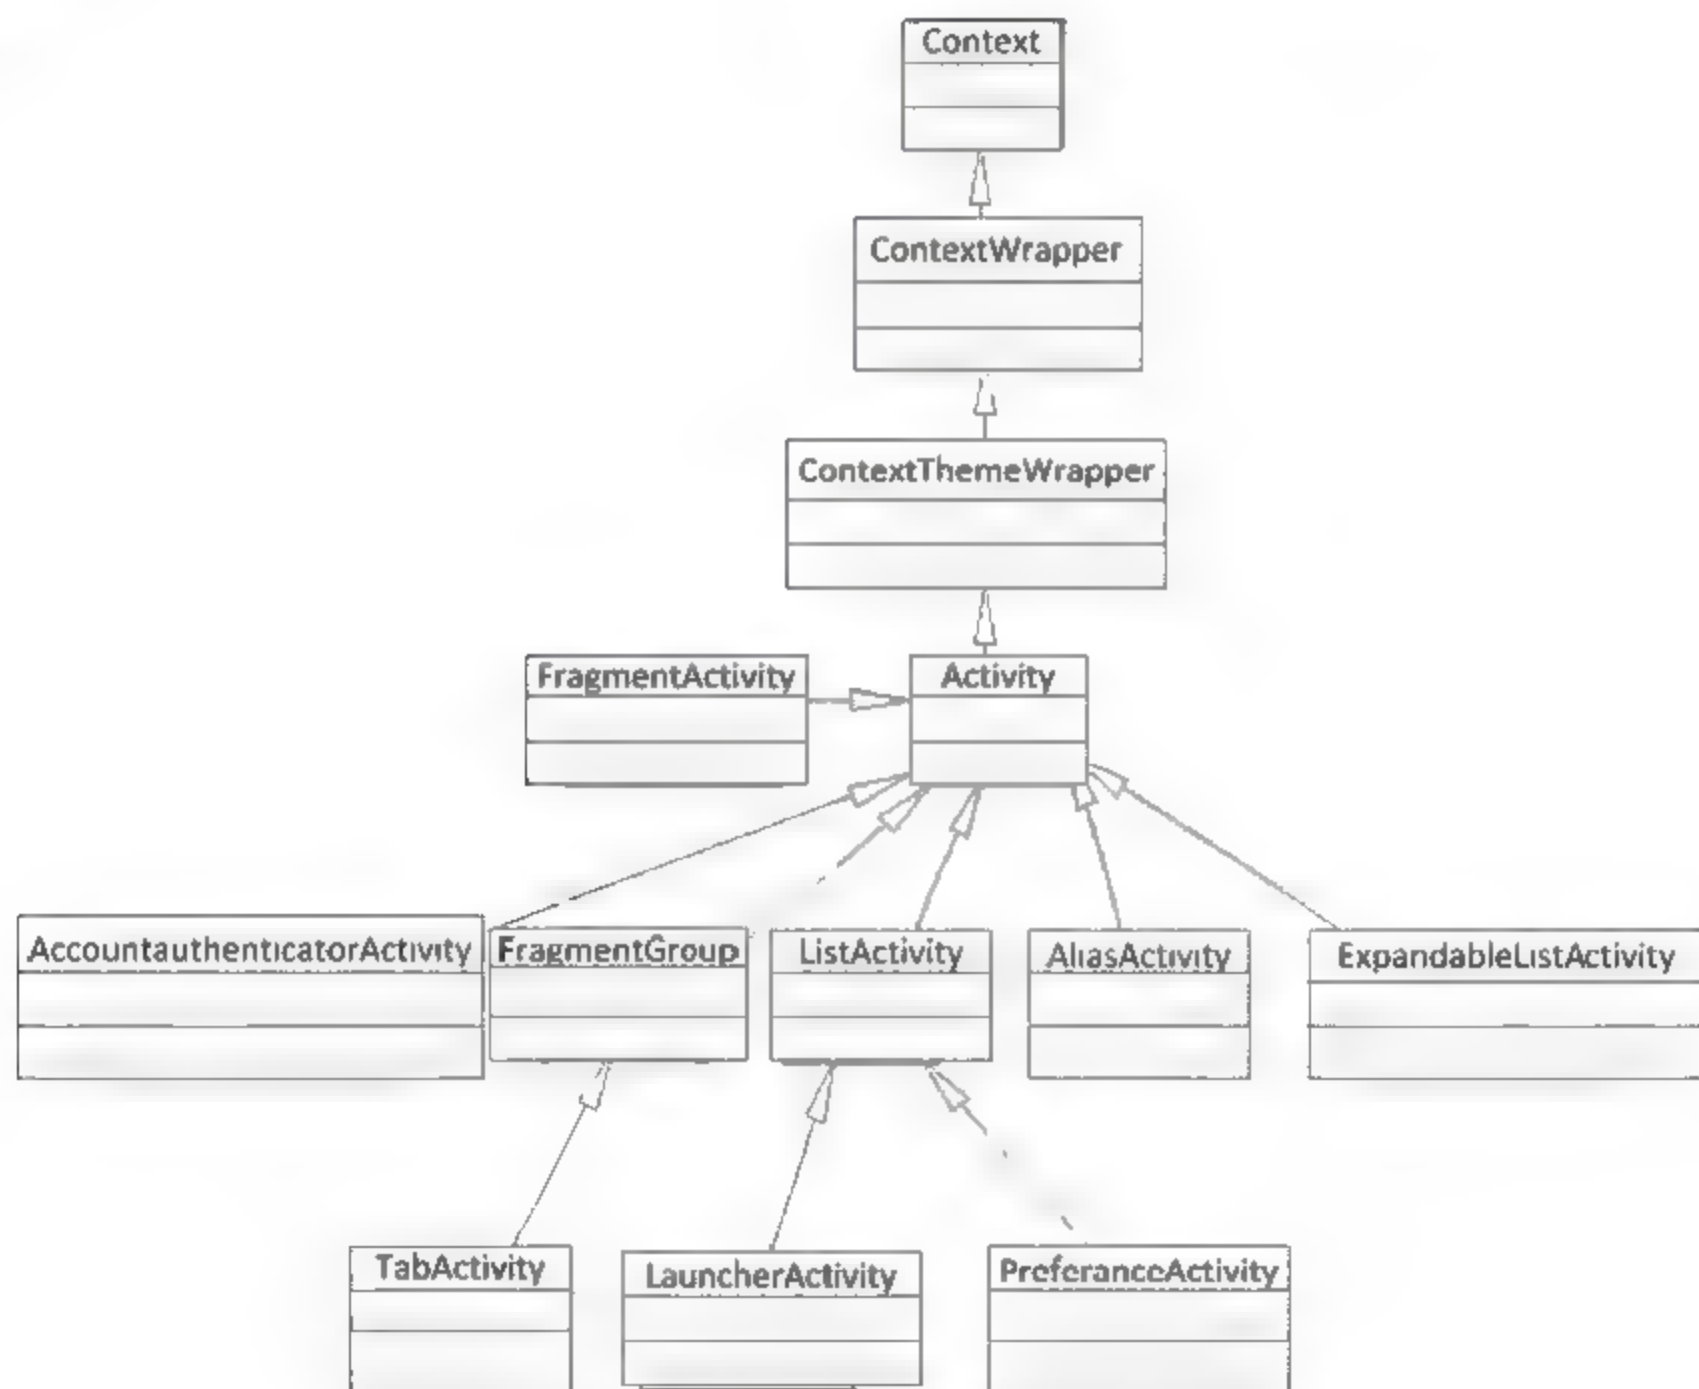 Context
ContextWrapper
ContextThemeWrapper
FragmentActivity
Activity
AccountauthenticatorActivity
FragmentGroup
ListActivity
AliasActivity
ExpandableListActivity
TabActivity
LauncherActivity
PreferanceActivity